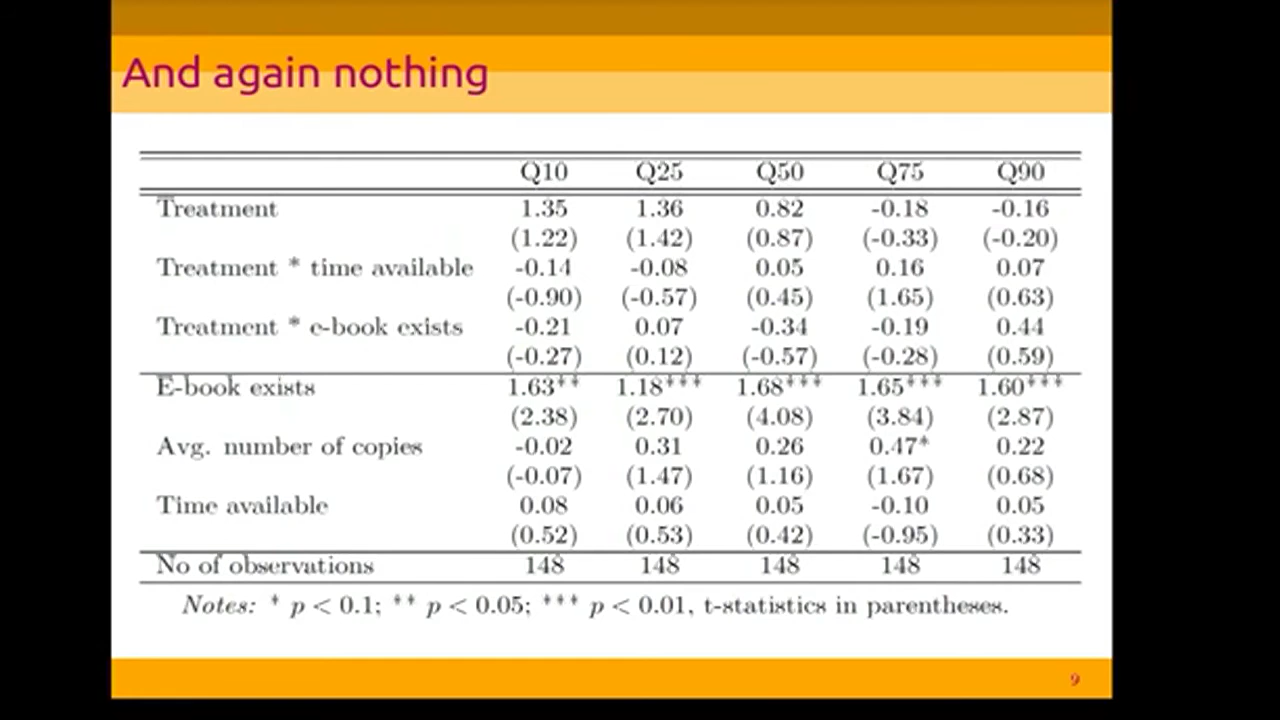 And again nothing
Q10 Q25 Q50 Q75 Q90
Treatment 1.35 1.36 0.82 -0.18 -0.16
(1.22) (1.42) (0.87) (-0.33) (-0.20)
Treatment * time available -0.14 -0.08 0.05 0.16 0.07
(-0.90) (-0.57) (0.45) (1.65) (0.63)
Treatment * e-book exists -0.21 0.07 -0.34 -0.19 0.44
(-0.27) (0.12) (-0.57) (-0.28) (0.59)
E-book exists 1.63** 1.18*** 1.68*** 1.65*** 1.60***
(2.38) (2.70) (4.08) (3.84) (2.87)
Avg. number of copies -0.02 0.31 0.26 0.47* 0.22
(-0.07) (1.47) (1.16) (1.67) (0.68)
Time available 0.08 0.06 0.05 -0.10 0.05
(0.52) (0.53) (0.42) (-0.95) (0.33)
No of observations 148 148 148 148 148
Notes: * p < 0.1; ** p < 0.05; *** p < 0.01, t-statistics in parentheses.
9